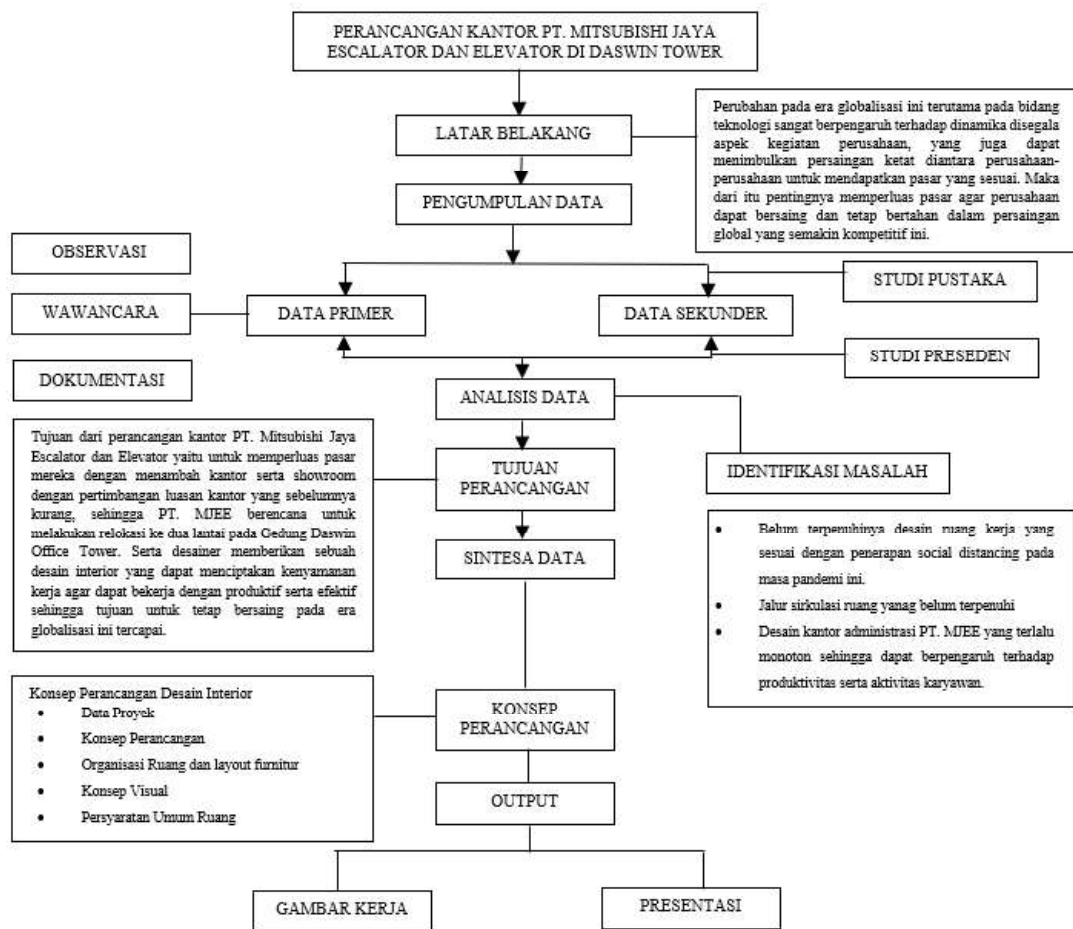 PERANCANGAN KANTOR PT. MITSUBISHI JAYA
ESCALATOR DAN ELEVATOR DI DASWIN TOWER
LATAR BELAKANG
Perubahan pada era globalisasi ini terutama pada bidang
teknologi sangat berpengaruh terhadap dinamika disegala
aspek kegiatan perusahaan, yang juga dapat
menimbulkan persaingan ketat diantara perusahaan-
perusahaan untuk mendapatkan pasar yang sesuai. Maka
dari itu pentingnya memperluas pasar agar perusahaan
dapat bersaing dan tetap bertahan dalam persaingan
global yang semakin kompetitif ini.
PENGUMPULAN DATA
OBSERVASI
WAWANCARA
DOKUMENTASI
DATA PRIMER
DATA SEKUNDER
STUDI PUSTAKA
STUDI PRESEDEN
ANALISIS DATA
Tujuan dari perancangan kantor PT. Mitsubishi Jaya
Escalator dan Elevator yaitu untuk memperluas pasar
mereka dengan menambah kantor serta showroom
dengan pertimbangan luasan kantor yang sebelumnya
kurang, sehingga PT. MJEE berencana untuk
melakukan relokasi ke dua lantai pada Gedung Daswin
Office Tower. Serta desainer memberikan sebuah
desain interior yang dapat menciptakan kenyamanan
kerja agar dapat bekerja dengan produktif serta efektif
sehingga tujuan untuk tetap bersaing pada era
globalisasi ini tercapai.
TUJUAN
PERANCANGAN
IDENTIFIKASI MASALAH
• Belum terpenuhinya desain ruang kerja yang
sesuai dengan penerapan social distancing pada
masa pandemi ini.
• Jalur sirkulasi ruang yanag belum terpenuhi
• Desain kantor administrasi PT. MJEE yang terlalu
monoton sehingga dapat berpengaruh terhadap
produktivitas serta aktivitas karyawan.
SINTESA DATA
Konsep Perancangan Desain Interior
• Data Proyek
• Konsep Perancangan
• Organisasi Ruang dan layout furnitur
• Konsep Visual
• Persyaratan Umum Ruang
KONSEP
PERANCANGAN
OUTPUT
GAMBAR KERJA
PRESENTASI